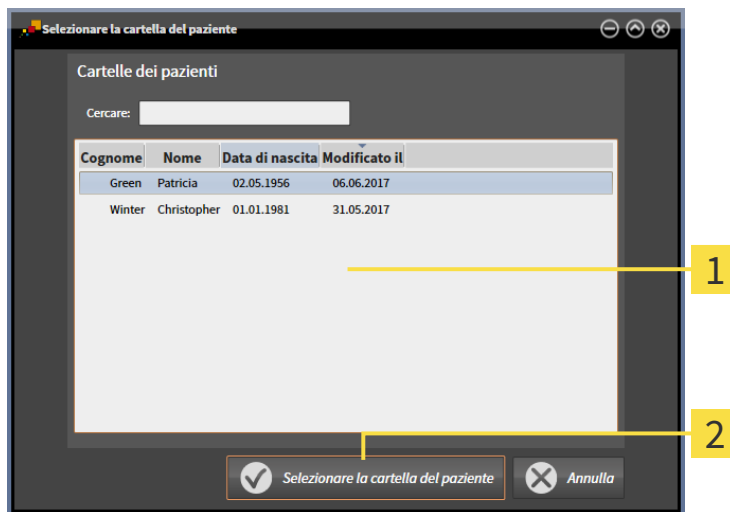 Selezionare la cartella del paziente
Cartelle dei pazienti
Cercare:
Cognome Nome Data di nascita Modificato il
Green Patricia 02.05.1956 06.06.2017
Winter Christopher 01.01.1981 31.05.2017
1
2
Selezionare la cartella del paziente Annulla